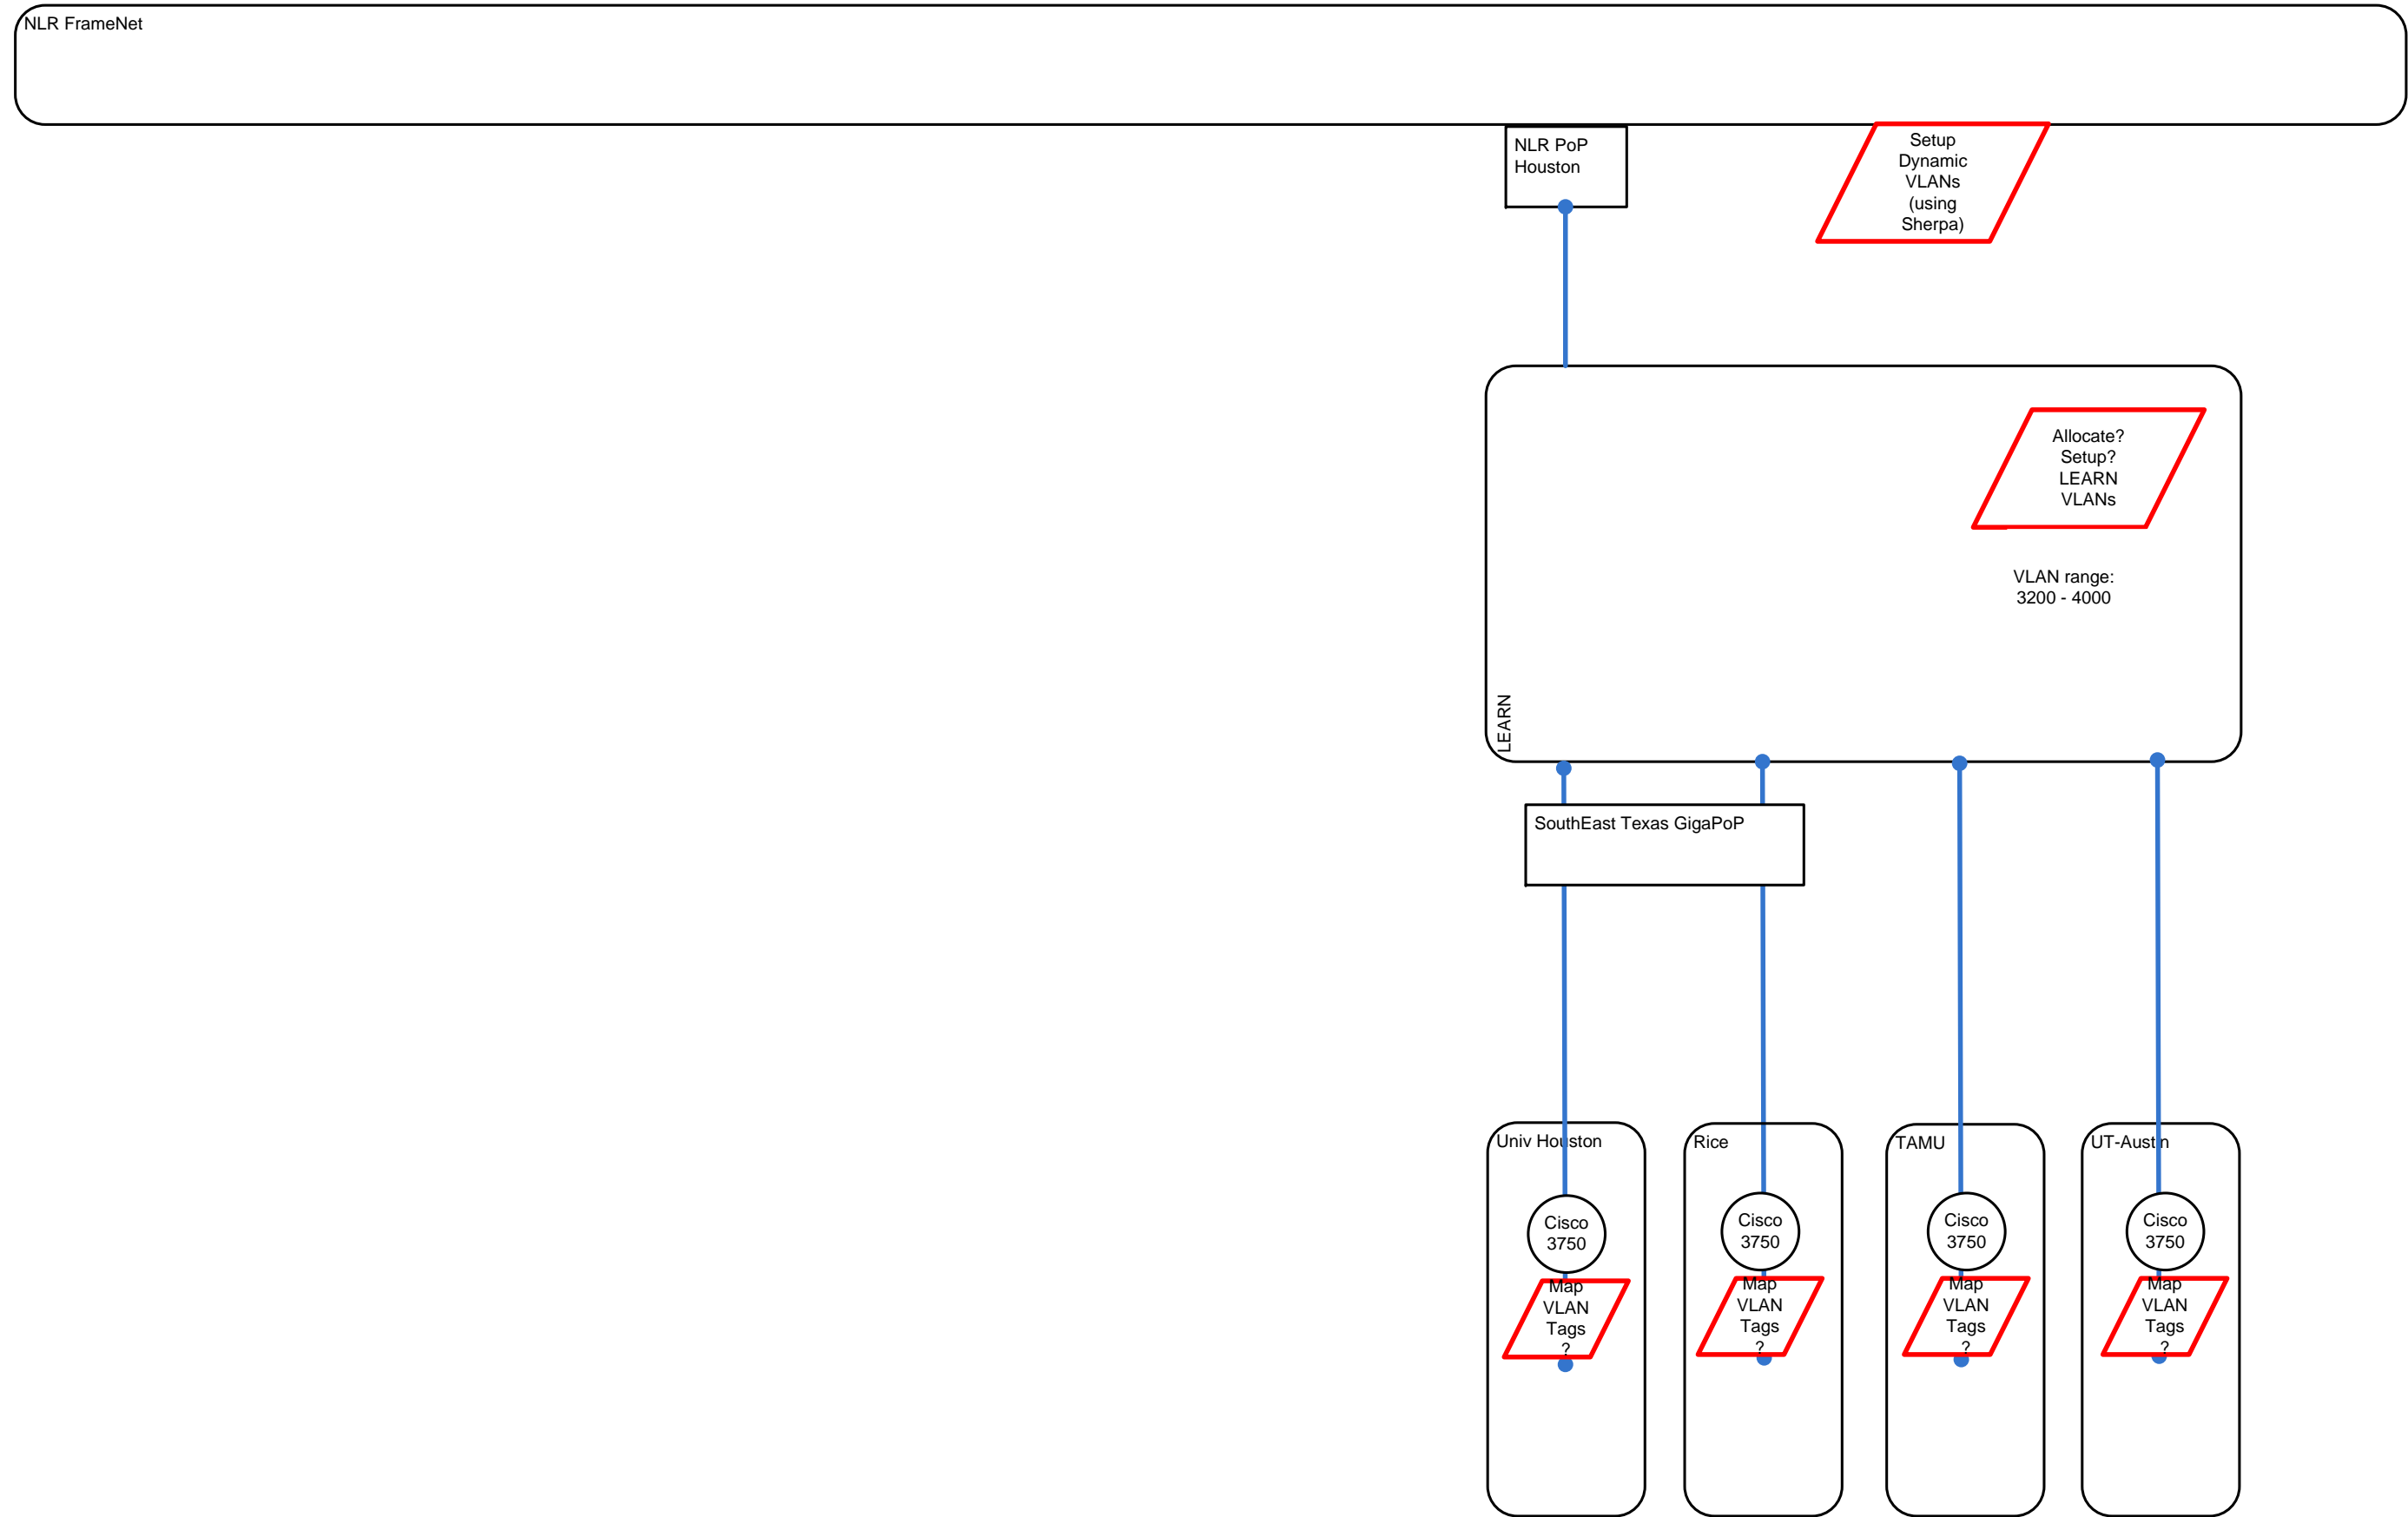 NLR FrameNet
NLR PoP
Houston
Setup
Dynamic
VLANs
(using
Sherpa)
Allocate?
Setup?
LEARN
VLANs
VLAN range:
3200 - 4000
LEARN
SouthEast Texas GigaPoP
Univ Houston
Rice
TAMU
UT-Austin
Cisco
3750
Cisco
3750
Cisco
3750
Cisco
3750
Map
VLAN
Tags
?
Map
VLAN
Tags
?
Map
VLAN
Tags
?
Map
VLAN
Tags
?